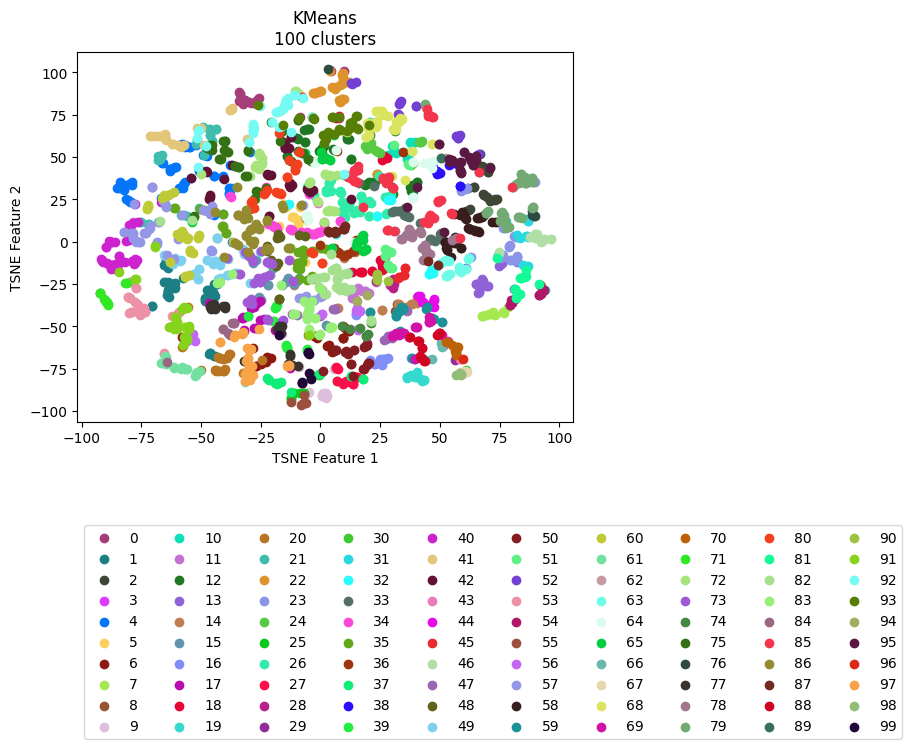 KMeans
100 clusters
100
75
50
25
0
−25
−50
−75
−100
TSNE Feature 2
−100 −75 −50 −25 0 25 50 75 100
TSNE Feature 1
0 10 20 30 40 50 60 70 80 90
1 11 21 31 41 51 61 71 81 91
2 12 22 32 42 52 62 72 82 92
3 13 23 33 43 53 63 73 83 93
4 14 24 34 44 54 64 74 84 94
5 15 25 35 45 55 65 75 85 95
6 16 26 36 46 56 66 76 86 96
7 17 27 37 47 57 67 77 87 97
8 18 28 38 48 58 68 78 88 98
9 19 29 39 49 59 69 79 89 99